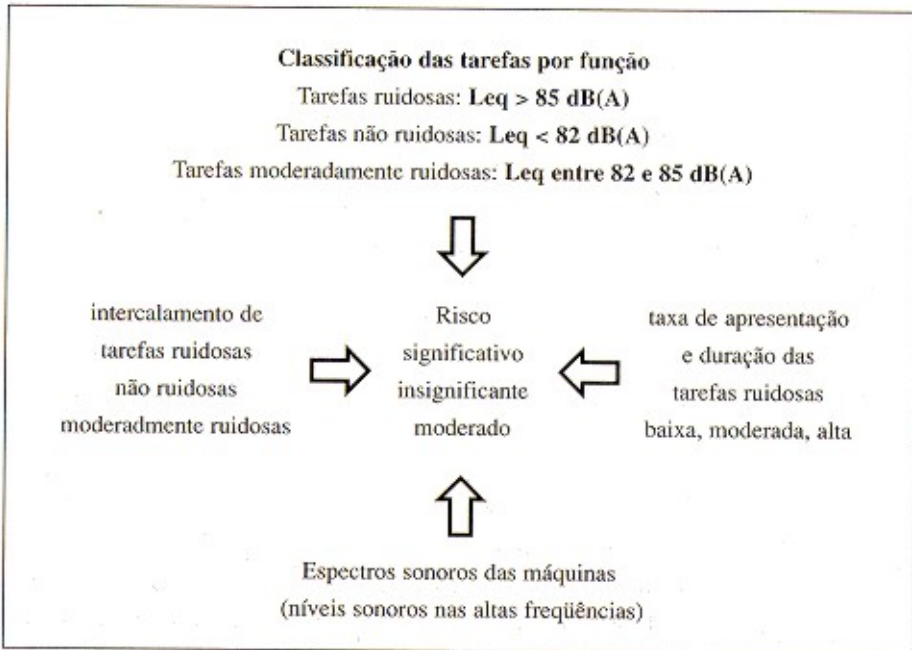 Classificação das tarefas por função
Tarefas ruidosas: Leq > 85 dB(A)
Tarefas não ruidosas: Leq < 82 dB(A)
Tarefas moderadamente ruidosas: Leq entre 82 e 85 dB(A)
intercalamento de
tarefas ruidosas
não ruidosas
moderadmente ruidosas
Risco
significativo
insignificante
moderado
taxa de apresentação
e duração das
tarefas ruidosas
baixa, moderada, alta
Espectros sonoros das máquinas
(níveis sonoros nas altas freqüências)